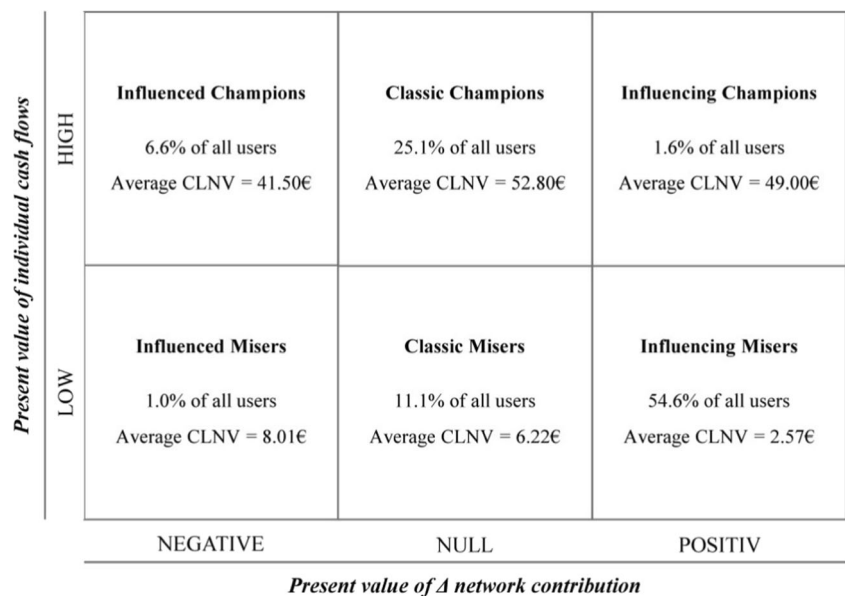 Present value of individual cash flows
HIGH
Influenced Champions
6.6% of all users
Average CLNV = 41.50€
Classic Champions
25.1% of all users
Average CLNV = 52.80€
Influencing Champions
1.6% of all users
Average CLNV = 49.00€
LOW
Influenced Misers
1.0% of all users
Average CLNV = 8.01€
Classic Misers
11.1% of all users
Average CLNV = 6.22€
Influencing Misers
54.6% of all users
Average CLNV = 2.57€
NEGATIVE
NULL
POSITIV
Present value of Δ network contribution